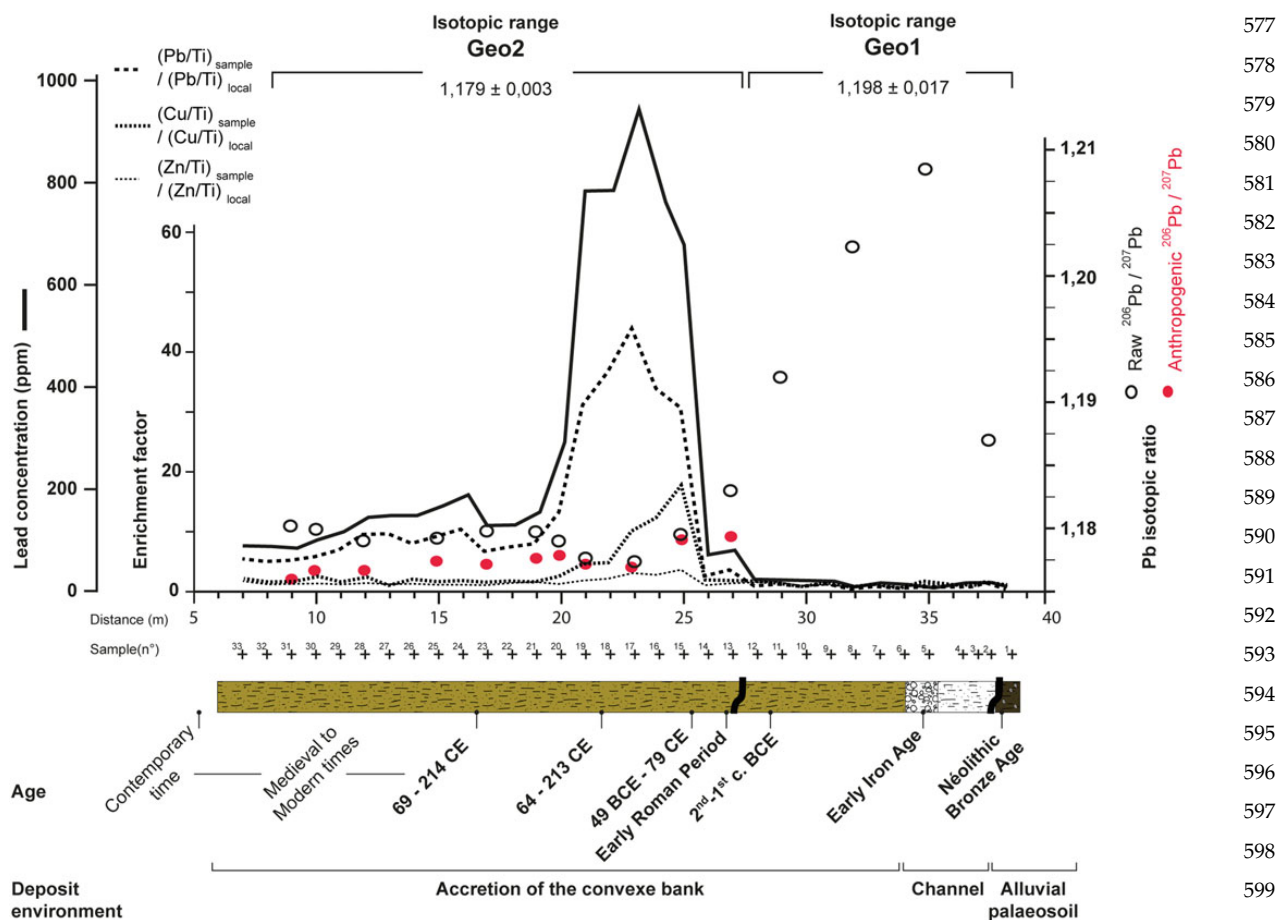 Isotopic range
Geo2
Isotopic range
Geo1
1,179 ± 0,003
1,198 ± 0,017
(Pb/Ti) sample
/ (Pb/Ti) local
(Cu/Ti) sample
/ (Cu/Ti) local
(Zn/Ti) sample
/ (Zn/Ti) local
Lead concentration (ppm)
1000
800
600
400
200
0
Enrichment factor
60
40
20
0
1,21
1,20
1,19
1,18
Pb isotopic ratio
Raw 206Pb / 207Pb
Anthropogenic 206Pb / 207Pb
5 10 15 20 25 30 35 40
Distance (m)
Sample(n°)
33 32 31 30 29 28 27 26 25 24 23 22 21 20 19 18 17 16 15 14 13 12 11 10 9 8 7 6 5 4 3 2 1
Age
Contemporary
time
Medieval to
Modern times
69 - 214 CE
64 - 213 CE
49 BCE - 79 CE
Early Roman Period
2nd-1st c. BCE
Early Iron Age
Néolithic
Bronze Age
Deposit
environment
Accretion of the convexe bank
Channel
Alluvial
palaeosoil
577
578
579
580
581
582
583
584
585
586
587
588
589
590
591
592
593
594
595
596
597
598
599